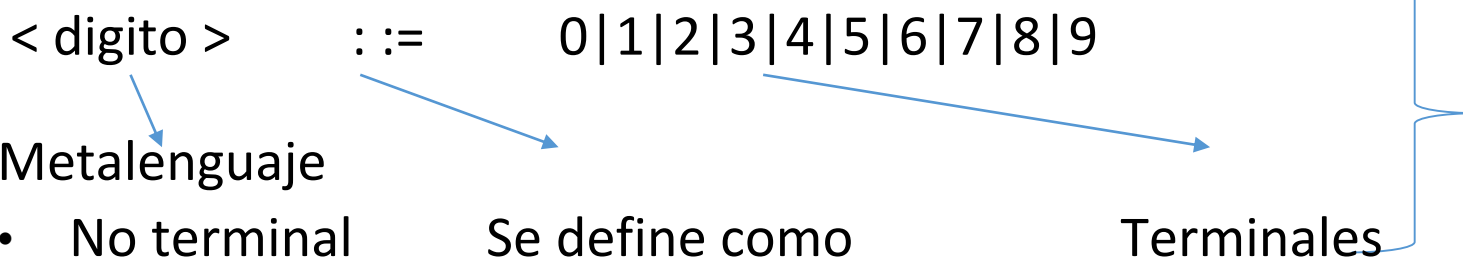 < digito > : := 0|1|2|3|4|5|6|7|8|9
Metalenguaje
• No terminal Se define como Terminales